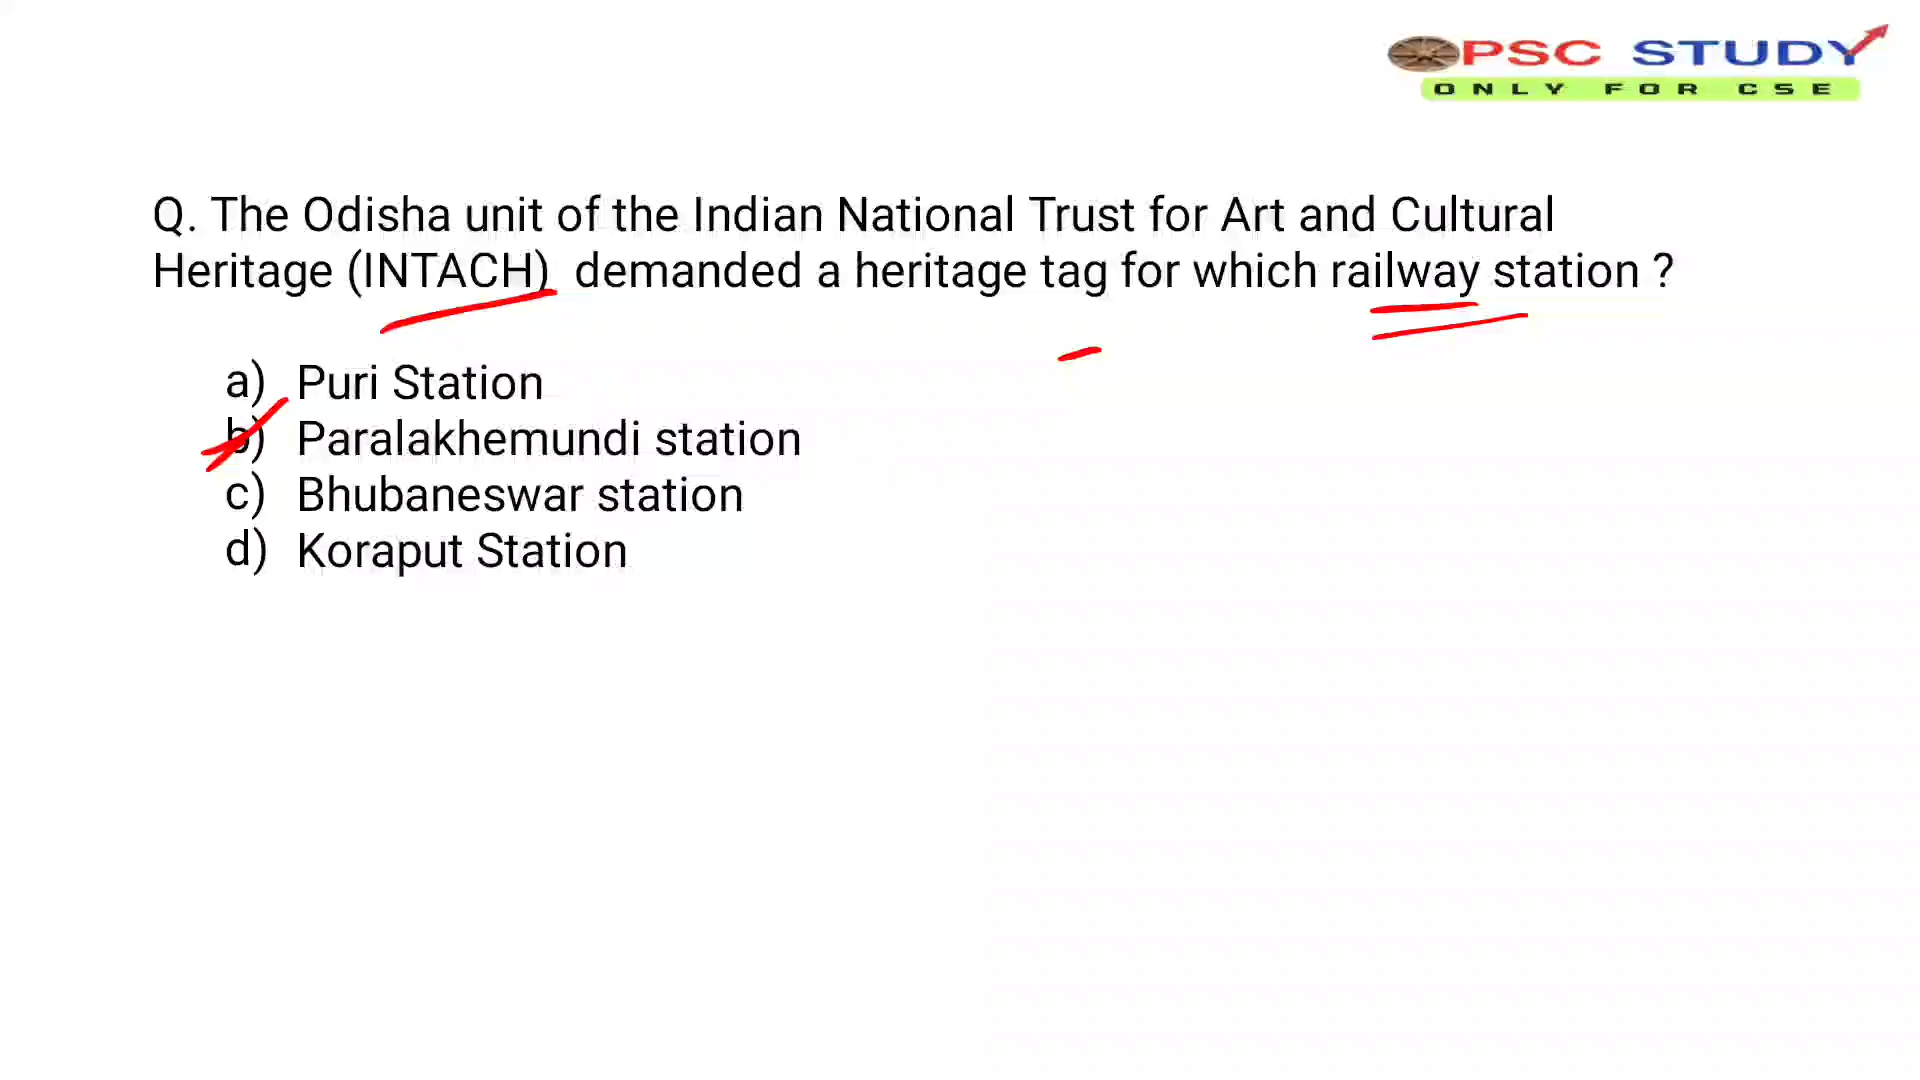 PSC STUDY
ONLY FOR CSE
Q. The Odisha unit of the Indian National Trust for Art and Cultural
Heritage (INTACH) demanded a heritage tag for which railway station ?
a) Puri Station
b) Paralakhemundi station
c) Bhubaneswar station
d) Koraput Station